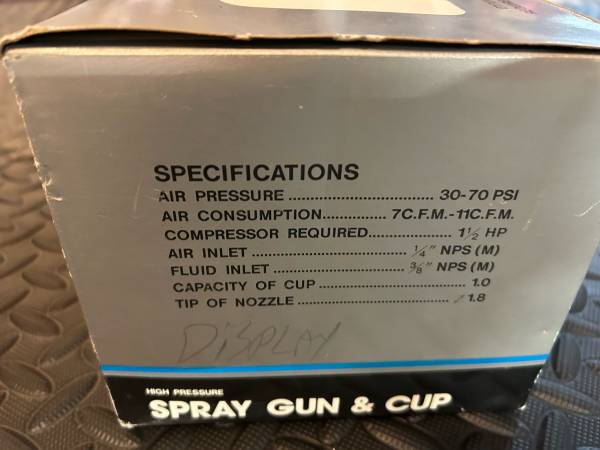 SPECIFICATIONS
AIR PRESSURE ........................................ 30-70 PSI
AIR CONSUMPTION............... 7C.F.M.-11C.F.M.
COMPRESSOR REQUIRED.................... 1½ HP
AIR INLET ........................................ ¼" NPS (M)
FLUID INLET .................................. ⅜" NPS (M)
CAPACITY OF CUP ........................................ 1.0
TIP OF NOZZLE ........................................ 1.8
DISPLAY
HIGH PRESSURE
SPRAY GUN & CUP